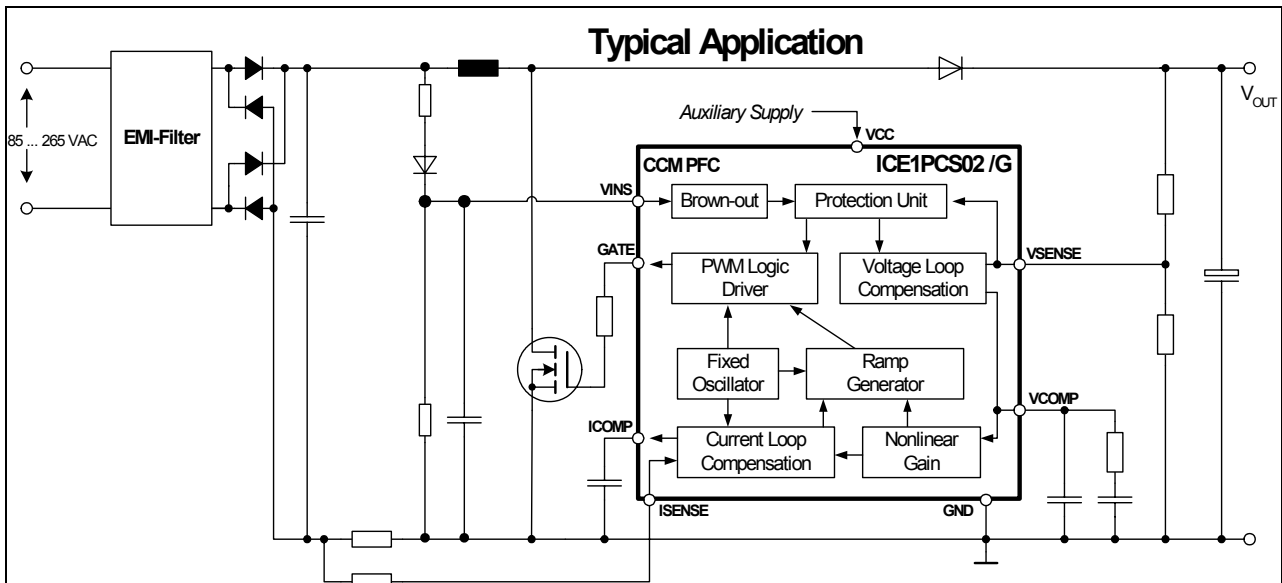 Typical Application
Auxiliary Supply
VCC
V OUT
85 ... 265 VAC
EMI-Filter
CCM PFC
ICE1PCS02 /G
VINS
Brown-out
Protection Unit
GATE
PWM Logic
Driver
Voltage Loop
Compensation
VSENSE
Fixed
Oscillator
Ramp
Generator
VCOMP
ICOMP
Current Loop
Compensation
Nonlinear
Gain
ISENSE
GND